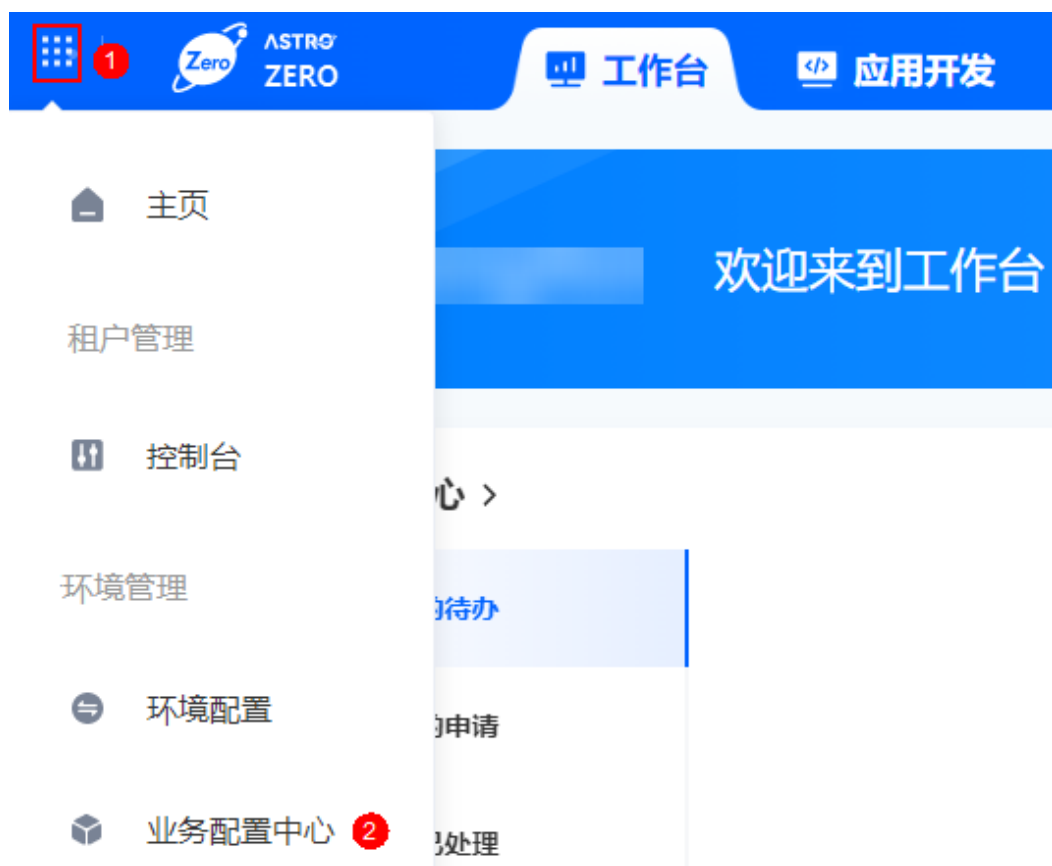 1
Zero
ASTRO
ZERO
工作台
应用开发
主页
欢迎来到工作台
租户管理
控制台
心 >
环境管理
待办
环境配置
申请
业务配置中心 2
处理